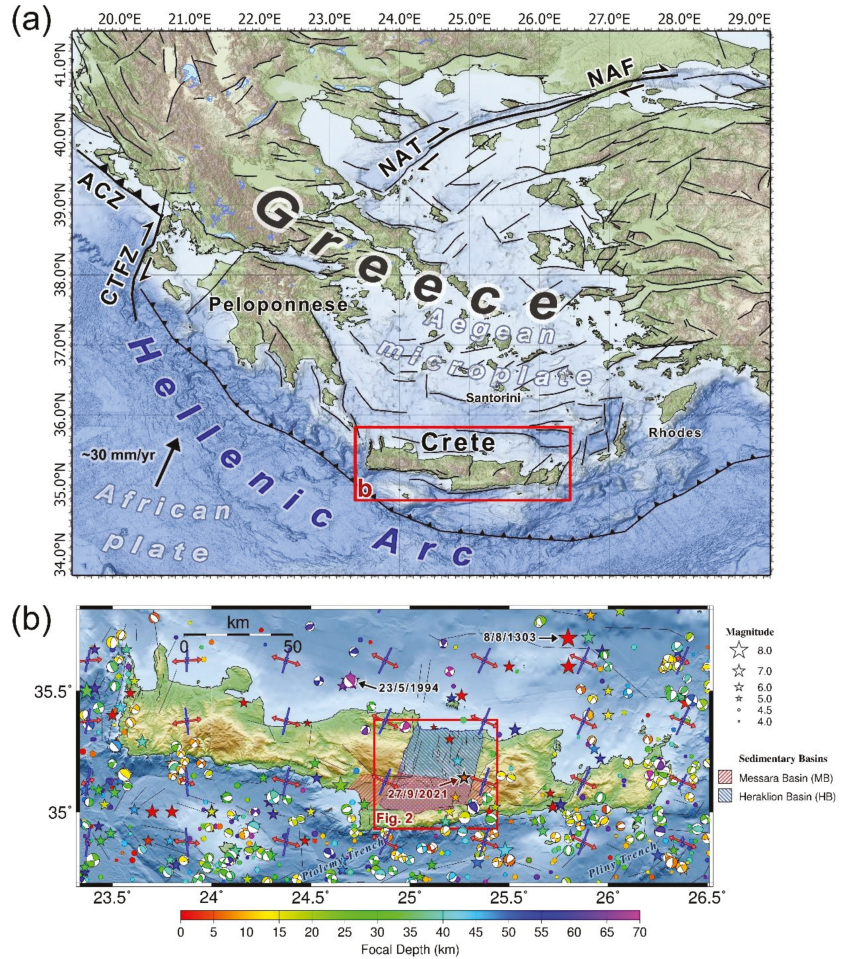 (a)
20.0°E 21.0°E 22.0°E 23.0°E 24.0°E 25.0°E 26.0°E 27.0°E 28.0°E 29.0°E
41.0°N
40.0°N
39.0°N
38.0°N
37.0°N
36.0°N
35.0°N
34.0°N
NAF
NAT
ACZ
CTFZ
Greece
Peloponnese
Aegean
microplate
Santorini
Hellenic Arc
Crete
Rhodes
~30 mm/yr
b
African
plate
(b)
km
0 50
8/8/1303
23/5/1994
27/9/2021
Fig. 2
Ptolemy Trench
Pliny Trench
35.5
35
23.5 24 24.5 25 25.5 26 26.5
Magnitude
8.0
7.0
6.0
5.0
4.5
4.0
Sedimentary Basins
Messara Basin (MB)
Heraklion Basin (HB)
0 5 10 15 20 25 30 35 40 45 50 55 60 65 70
Focal Depth (km)